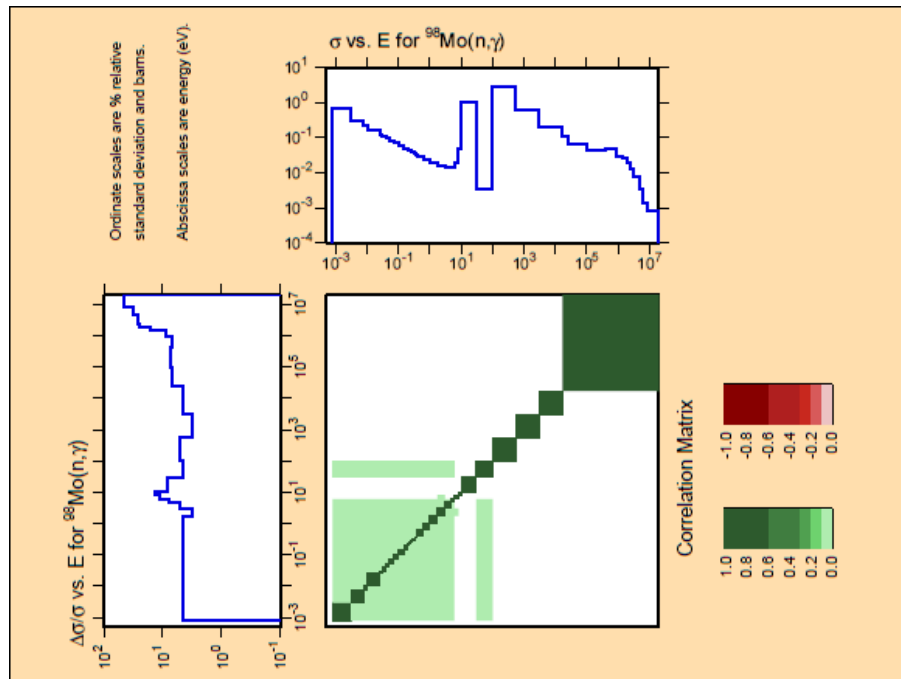 σ vs. E for ⁹⁸Mo(n,γ)
Ordinate scales are % relative
standard deviation and barns.
Abscissa scales are energy (eV).
10¹
10⁰
10⁻¹
10⁻²
10⁻³
10⁻⁴
10⁻³ 10⁻¹ 10¹ 10³ 10⁵ 10⁷
Δσ/σ vs. E for ⁹⁸Mo(n,γ)
10⁷
10⁵
10³
10¹
10⁻¹
10⁻³
10² 10¹ 10⁰ 10⁻¹
Correlation Matrix
-1.0 -0.8 -0.6 -0.4 -0.2 0.0
1.0 0.8 0.6 0.4 0.2 0.0